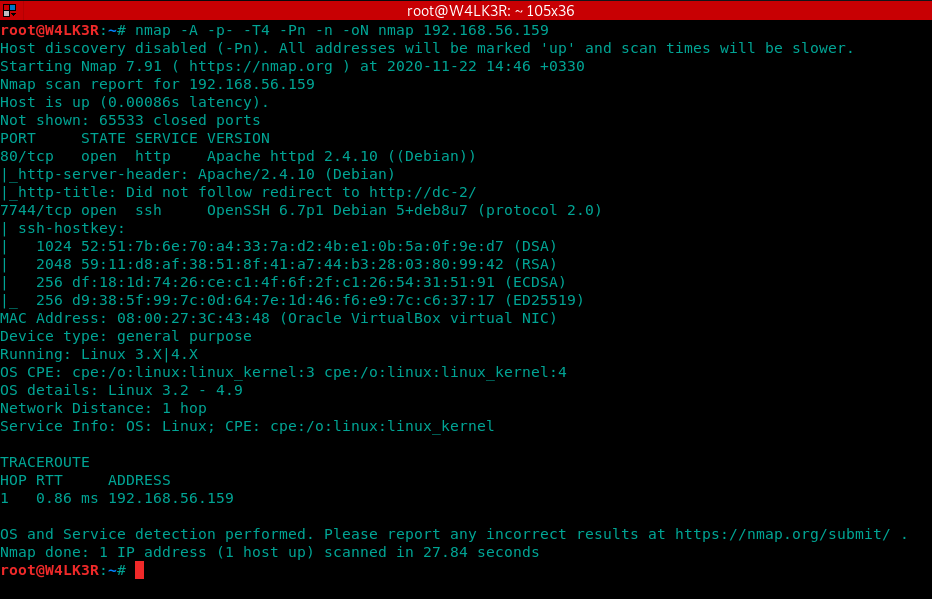 root@W4LK3R: ~ 105x36
root@W4LK3R:~# nmap -A -p- -T4 -Pn -n -oN nmap 192.168.56.159
Host discovery disabled (-Pn). All addresses will be marked 'up' and scan times will be slower.
Starting Nmap 7.91 ( https://nmap.org ) at 2020-11-22 14:46 +0330
Nmap scan report for 192.168.56.159
Host is up (0.00086s latency).
Not shown: 65533 closed ports
PORT     STATE SERVICE VERSION
80/tcp   open  http    Apache httpd 2.4.10 ((Debian))
|_http-server-header: Apache/2.4.10 (Debian)
|_http-title: Did not follow redirect to http://dc-2/
7744/tcp open  ssh     OpenSSH 6.7p1 Debian 5+deb8u7 (protocol 2.0)
| ssh-hostkey:
|   1024 52:51:7b:6e:70:a4:33:7a:d2:4b:e1:0b:5a:0f:9e:d7 (DSA)
|   2048 59:11:d8:af:38:51:8f:41:a7:44:b3:28:03:80:99:42 (RSA)
|   256 df:18:1d:74:26:ce:c1:4f:6f:2f:c1:26:54:31:51:91 (ECDSA)
|_  256 d9:38:5f:99:7c:0d:64:7e:1d:46:f6:e9:7c:c6:37:17 (ED25519)
MAC Address: 08:00:27:3C:43:48 (Oracle VirtualBox virtual NIC)
Device type: general purpose
Running: Linux 3.X|4.X
OS CPE: cpe:/o:linux:linux_kernel:3 cpe:/o:linux:linux_kernel:4
OS details: Linux 3.2 - 4.9
Network Distance: 1 hop
Service Info: OS: Linux; CPE: cpe:/o:linux:linux_kernel
TRACEROUTE
HOP RTT     ADDRESS
1   0.86 ms 192.168.56.159
OS and Service detection performed. Please report any incorrect results at https://nmap.org/submit/ .
Nmap done: 1 IP address (1 host up) scanned in 27.84 seconds
root@W4LK3R:~#